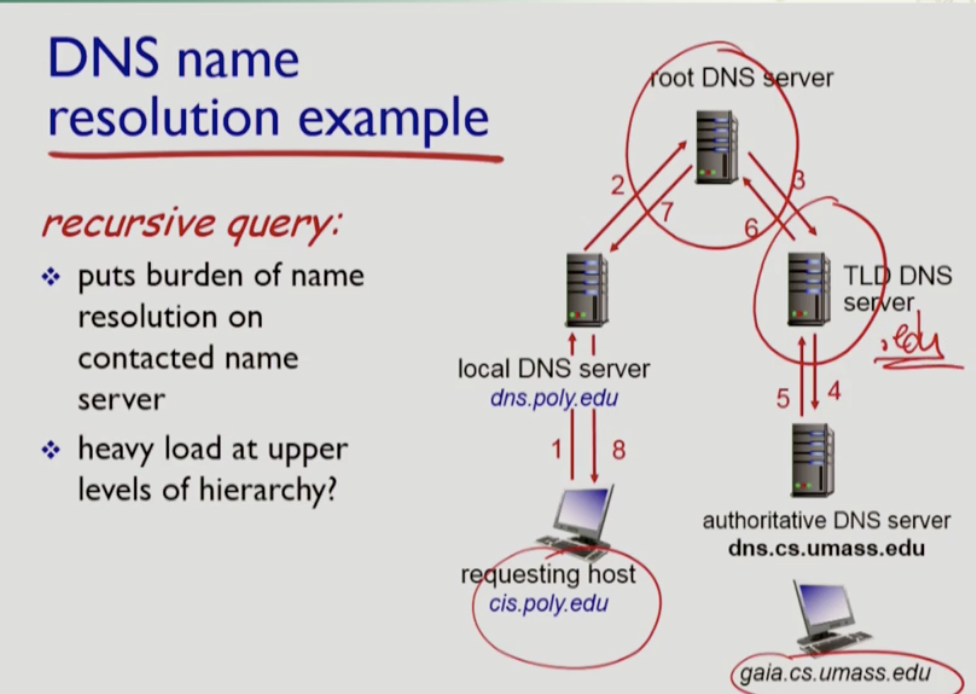 DNS name
resolution example
recursive query:
❖ puts burden of name
resolution on
contacted name
server
❖ heavy load at upper
levels of hierarchy?
root DNS server
2
3
7
6
TLD DNS
server
.edu
local DNS server
dns.poly.edu
5
4
1
8
authoritative DNS server
dns.cs.umass.edu
requesting host
cis.poly.edu
gaia.cs.umass.edu